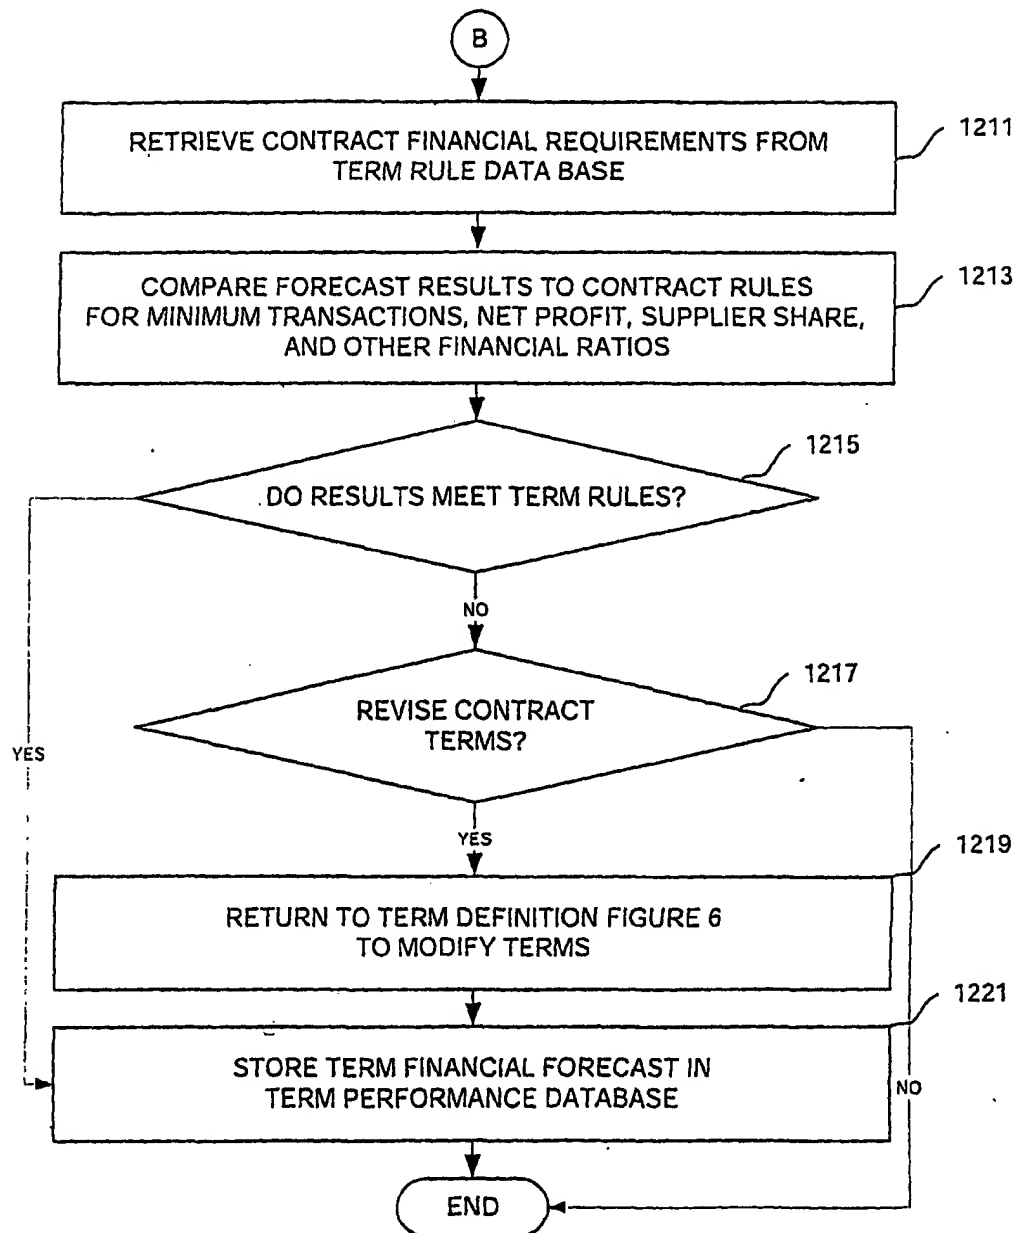 B
RETRIEVE CONTRACT FINANCIAL REQUIREMENTS FROM
TERM RULE DATA BASE
1211
COMPARE FORECAST RESULTS TO CONTRACT RULES
FOR MINIMUM TRANSACTIONS, NET PROFIT, SUPPLIER SHARE,
AND OTHER FINANCIAL RATIOS
1213
DO RESULTS MEET TERM RULES?
1215
NO
REVISE CONTRACT
TERMS?
1217
YES
YES
RETURN TO TERM DEFINITION FIGURE 6
TO MODIFY TERMS
1219
STORE TERM FINANCIAL FORECAST IN
TERM PERFORMANCE DATABASE
1221
NO
END